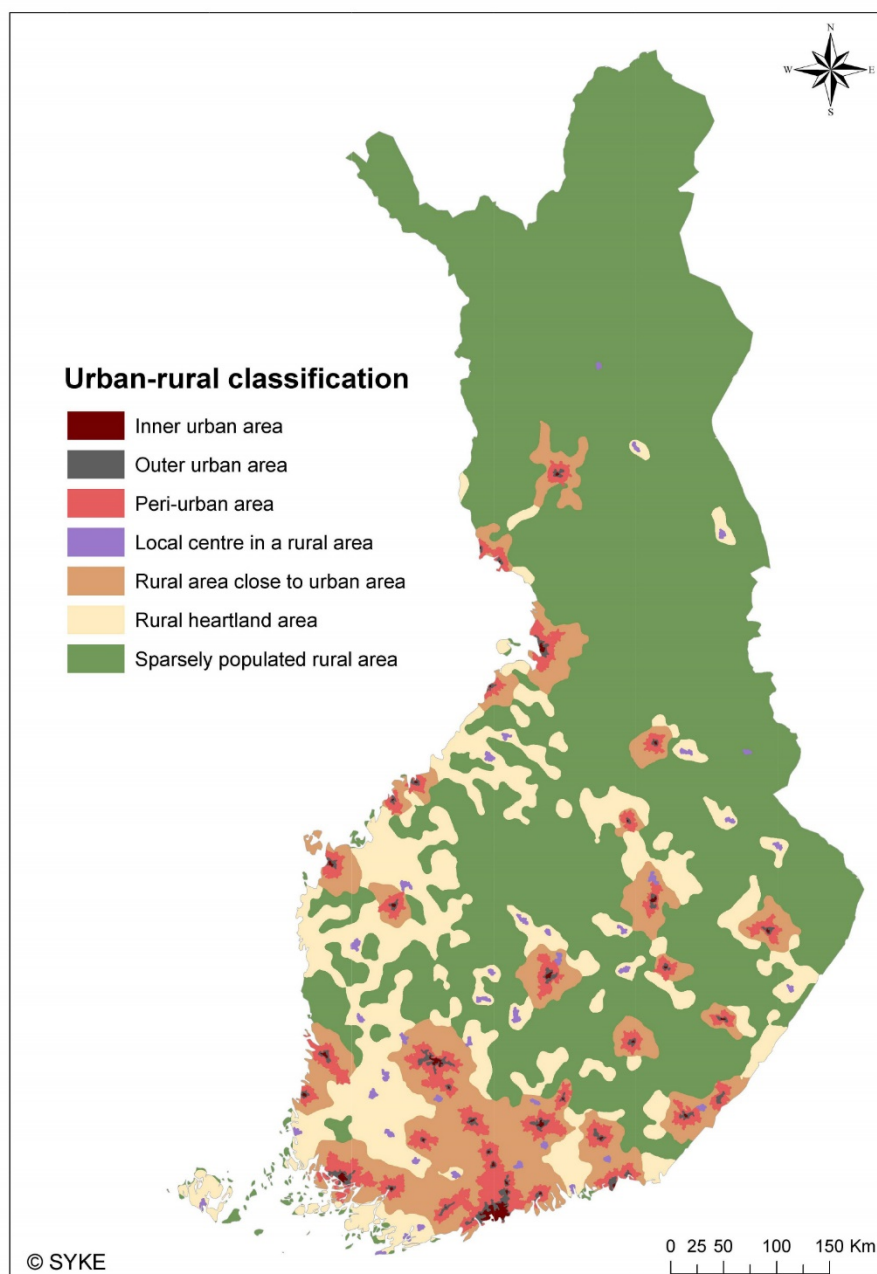 N
W E
S
Urban-rural classification
Inner urban area
Outer urban area
Peri-urban area
Local centre in a rural area
Rural area close to urban area
Rural heartland area
Sparsely populated rural area
© SYKE
0 25 50 100 150 Km